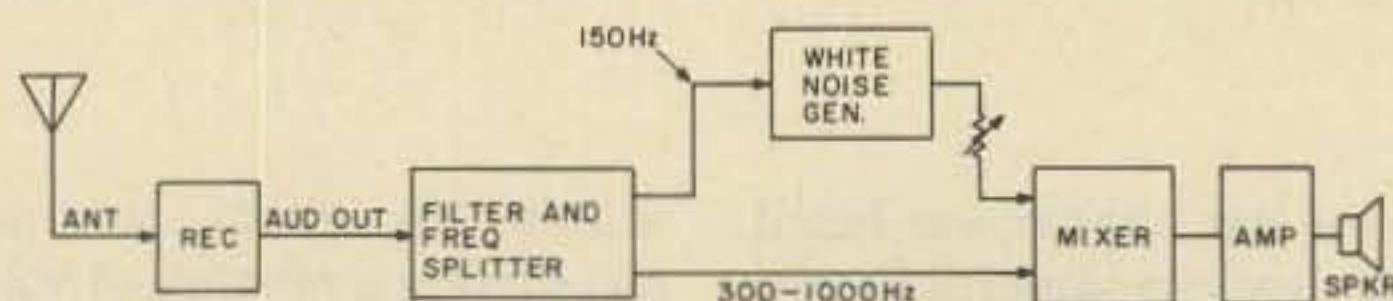 150Hz
WHITE
NOISE
GEN.
ANT
REC
AUD OUT
FILTER AND
FREQ
SPLITTER
MIXER
AMP
SPKR
300-1000Hz